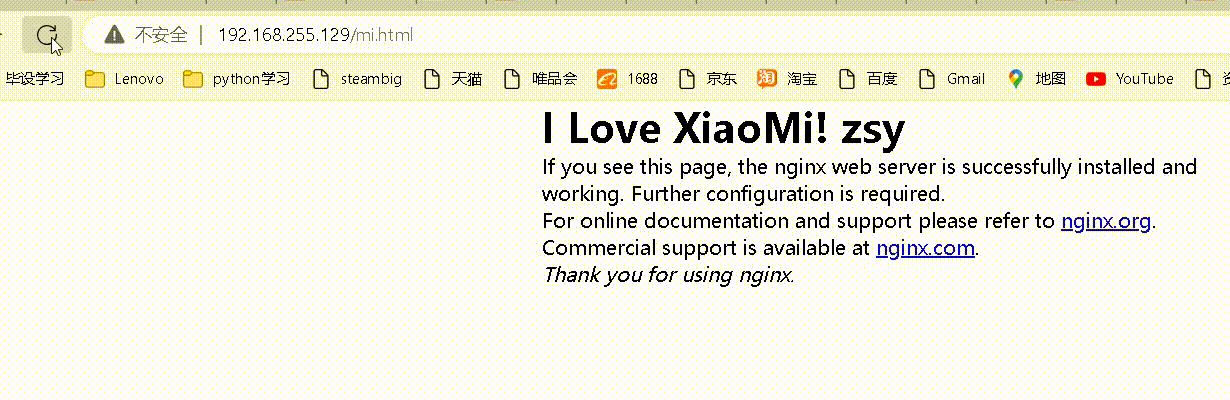 不安全 | 192.168.255.129/mi.html
毕设学习 Lenovo python学习 steambig 天猫 唯品会 1688 京东 淘宝 百度 Gmail 地图 YouTube
I Love XiaoMi! zsy
If you see this page, the nginx web server is successfully installed and
working. Further configuration is required.
For online documentation and support please refer to nginx.org.
Commercial support is available at nginx.com.
Thank you for using nginx.